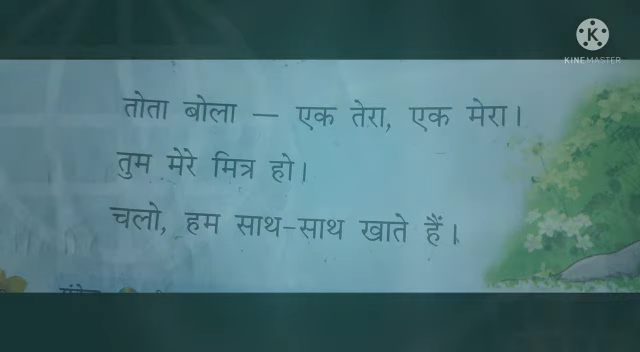 K
KINEMASTER
तोता बोला — एक तेरा, एक मेरा।
तुम मेरे मित्र हो।
चलो, हम साथ-साथ खाते हैं।